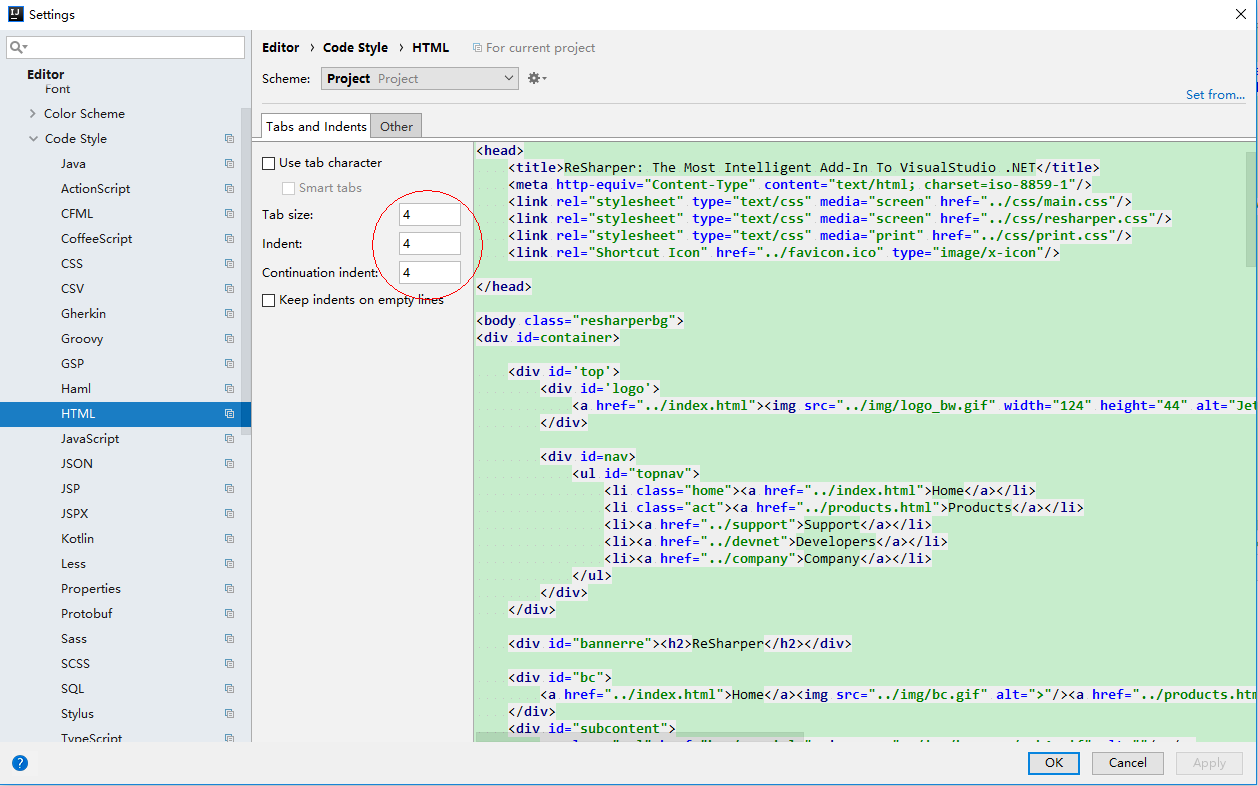 Settings
Editor
Font
Color Scheme
Code Style
Java
ActionScript
CFML
CoffeeScript
CSS
CSV
Gherkin
Groovy
GSP
Haml
HTML
JavaScript
JSON
JSP
JSPX
Kotlin
Less
Properties
Protobuf
Sass
SCSS
SQL
Stylus
TypeScript
Editor › Code Style › HTML For current project
Scheme: Project Project
Set from...
Tabs and Indents Other
Use tab character
Smart tabs
Tab size: 4
Indent: 4
Continuation indent: 4
Keep indents on empty lines
<head>
<title>ReSharper: The Most Intelligent Add-In To VisualStudio .NET</title>
<meta http-equiv="Content-Type" content="text/html; charset=iso-8859-1"/>
<link rel="stylesheet" type="text/css" media="screen" href="../css/main.css"/>
<link rel="stylesheet" type="text/css" media="screen" href="../css/resharper.css"/>
<link rel="stylesheet" type="text/css" media="print" href="../css/print.css"/>
<link rel="Shortcut Icon" href="../favicon.ico" type="image/x-icon"/>
</head>
<body class="resharperbg">
<div id=container>
<div id='top'>
<div id='logo'>
<a href="../index.html"><img src="../img/logo_bw.gif" width="124" height="44" alt="Jet
</div>
<div id=nav>
<ul id="topnav">
<li class="home"><a href="../index.html">Home</a></li>
<li class="act"><a href="../products.html">Products</a></li>
<li><a href="../support">Support</a></li>
<li><a href="../devnet">Developers</a></li>
<li><a href="../company">Company</a></li>
</ul>
</div>
</div>
<div id="bannerre"><h2>ReSharper</h2></div>
<div id="bc">
<a href="../index.html">Home</a><img src="../img/bc.gif" alt=">"/><a href="../products.htm
</div>
<div id="subcontent">
OK
Cancel
Apply